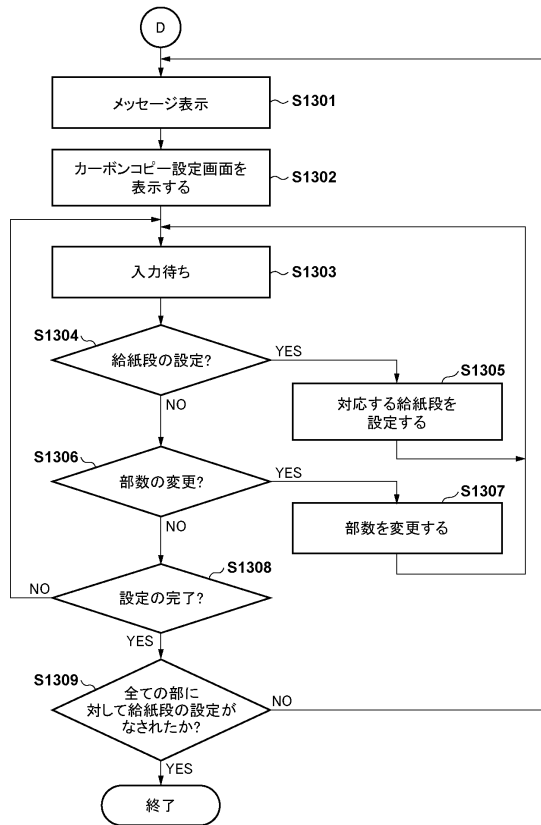 D
メッセージ表示
S1301
カーボンコピー設定画面を
表示する
S1302
入力待ち
S1303
S1304
給紙段の設定?
YES
NO
S1305
対応する給紙段を
設定する
S1306
部数の変更?
YES
NO
S1307
部数を変更する
S1308
設定の完了?
NO
YES
S1309
全ての部に
対して給紙段の設定が
なされたか?
NO
YES
終了